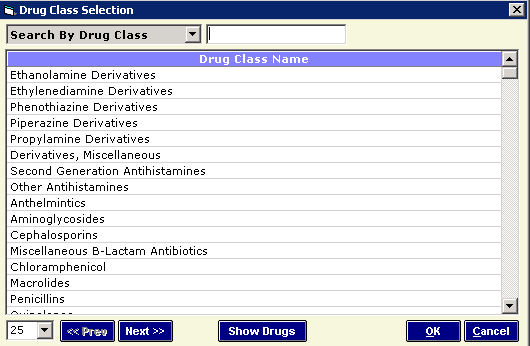 Drug Class Selection
Search By Drug Class
Drug Class Name
Ethanolamine Derivatives
Ethylenediamine Derivatives
Phenothiazine Derivatives
Piperazine Derivatives
Propylamine Derivatives
Derivatives, Miscellaneous
Second Generation Antihistamines
Other Antihistamines
Anthelmintics
Aminoglycosides
Cephalosporins
Miscellaneous B-Lactam Antibiotics
Chloramphenicol
Macrolides
Penicillins
25 << Prev Next >> Show Drugs OK Cancel